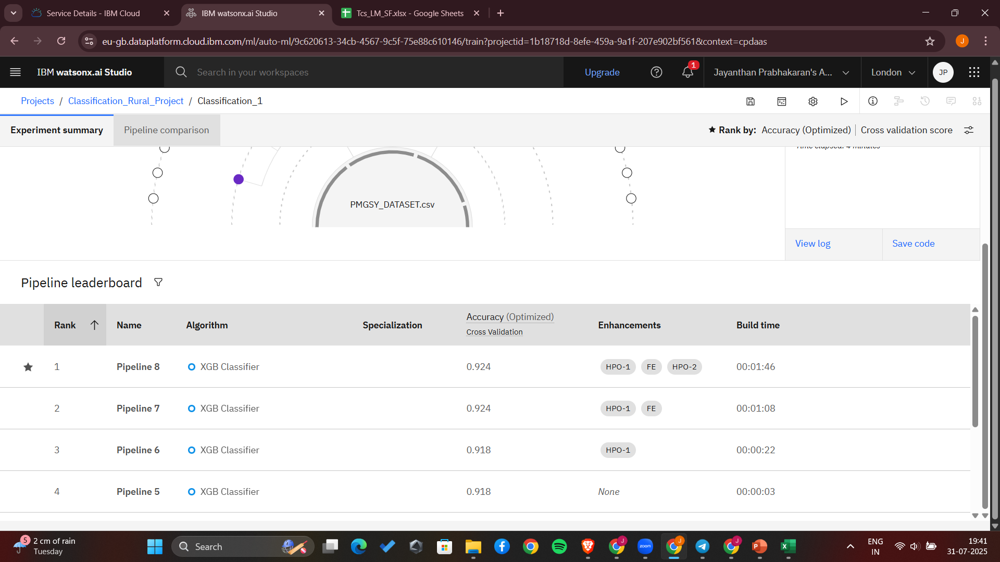 Service Details - IBM Cloud
IBM watsonx.ai Studio
Tcs_LM_SF.xlsx - Google Sheets
eu-gb.dataplatform.cloud.ibm.com/ml/auto-ml/9c620613-34cb-4567-9c5f-75e88c610146/train?projectid=1b18718d-8efe-459a-9a1f-207e902bf561&context=cpdaas
J
IBM watsonx.ai Studio
Search in your workspaces
Upgrade
1
Jayanthan Prabhakaran's A...
London
JP
Projects / Classification_Rural_Project / Classification_1
Experiment summary
Pipeline comparison
Rank by: Accuracy (Optimized) | Cross validation score
Time elapsed: 4 minutes
PMGSY_DATASET.csv
View log
Save code
Pipeline leaderboard
Rank Name Algorithm Specialization Accuracy (Optimized) Enhancements Build time
Cross Validation
1 Pipeline 8 XGB Classifier 0.924 HPO-1 FE HPO-2 00:01:46
2 Pipeline 7 XGB Classifier 0.924 HPO-1 FE 00:01:08
3 Pipeline 6 XGB Classifier 0.918 HPO-1 00:00:22
4 Pipeline 5 XGB Classifier 0.918 None 00:00:03
5
2 cm of rain
Tuesday
Search
J
zoom
J
J
ENG
IN
19:41
31-07-2025